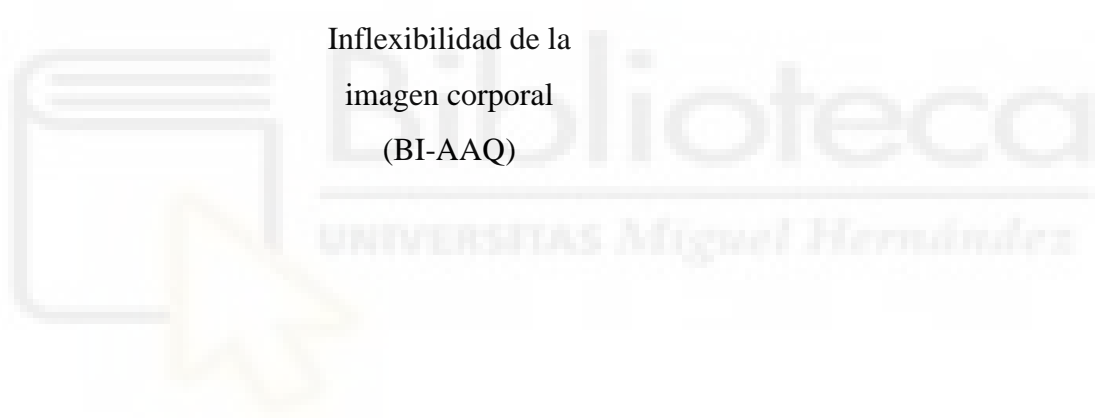 Inflexibilidad de la
imagen corporal
(BI-AAQ)
Biblioteca
UNIVERSITAS Miguel Hernández